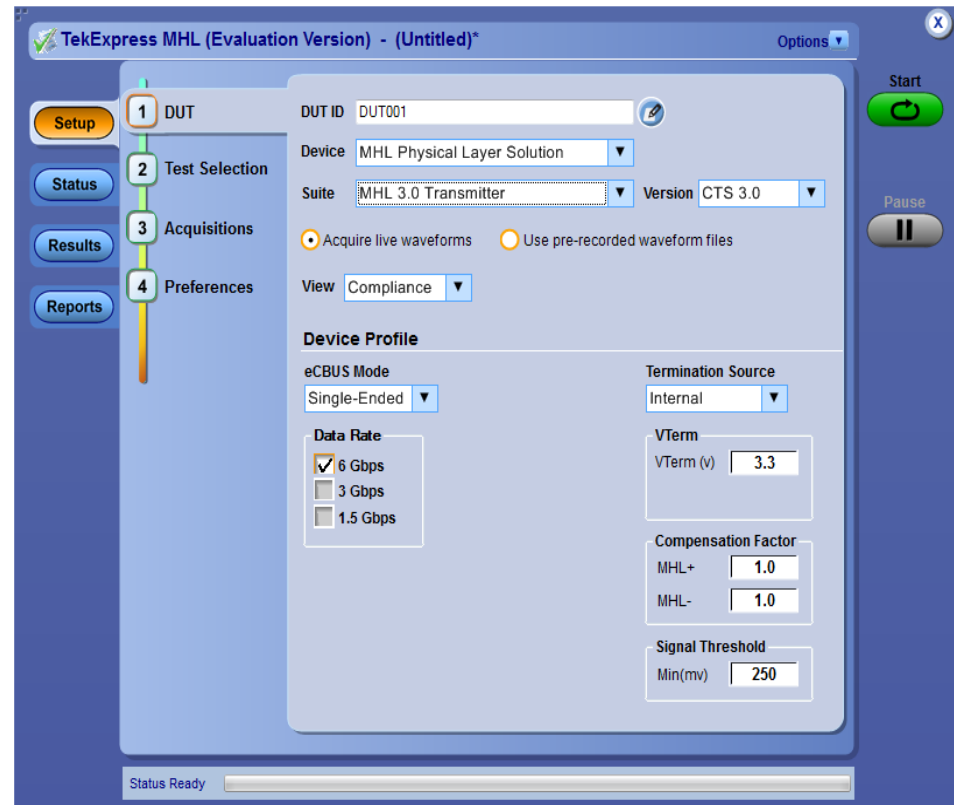 TekExpress MHL (Evaluation Version) - (Untitled)*
Options
X
Start
Pause
Setup
Status
Results
Reports
1 DUT
2 Test Selection
3 Acquisitions
4 Preferences
DUT ID DUT001
Device MHL Physical Layer Solution
Suite MHL 3.0 Transmitter Version CTS 3.0
Acquire live waveforms Use pre-recorded waveform files
View Compliance
Device Profile
eCBUS Mode
Single-Ended
Data Rate
6 Gbps
3 Gbps
1.5 Gbps
Termination Source
Internal
VTerm
VTerm (v) 3.3
Compensation Factor
MHL+ 1.0
MHL- 1.0
Signal Threshold
Min(mv) 250
Status Ready